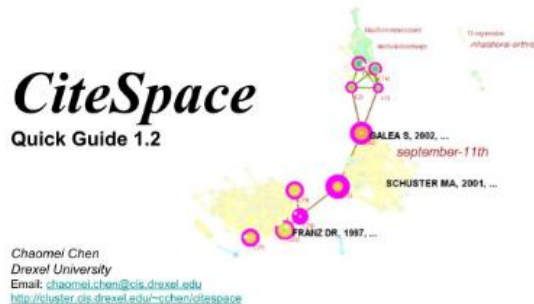 CiteSpace
Quick Guide 1.2
GALEA S, 2002, ...
september-11th
SCHUSTER MA, 2001, ...
FRANZ DR, 1997, ...
Chaomei Chen
Drexel University
Email: chaomei.chen@cis.drexel.edu
http://cluster.cis.drexel.edu/~cchen/citespace